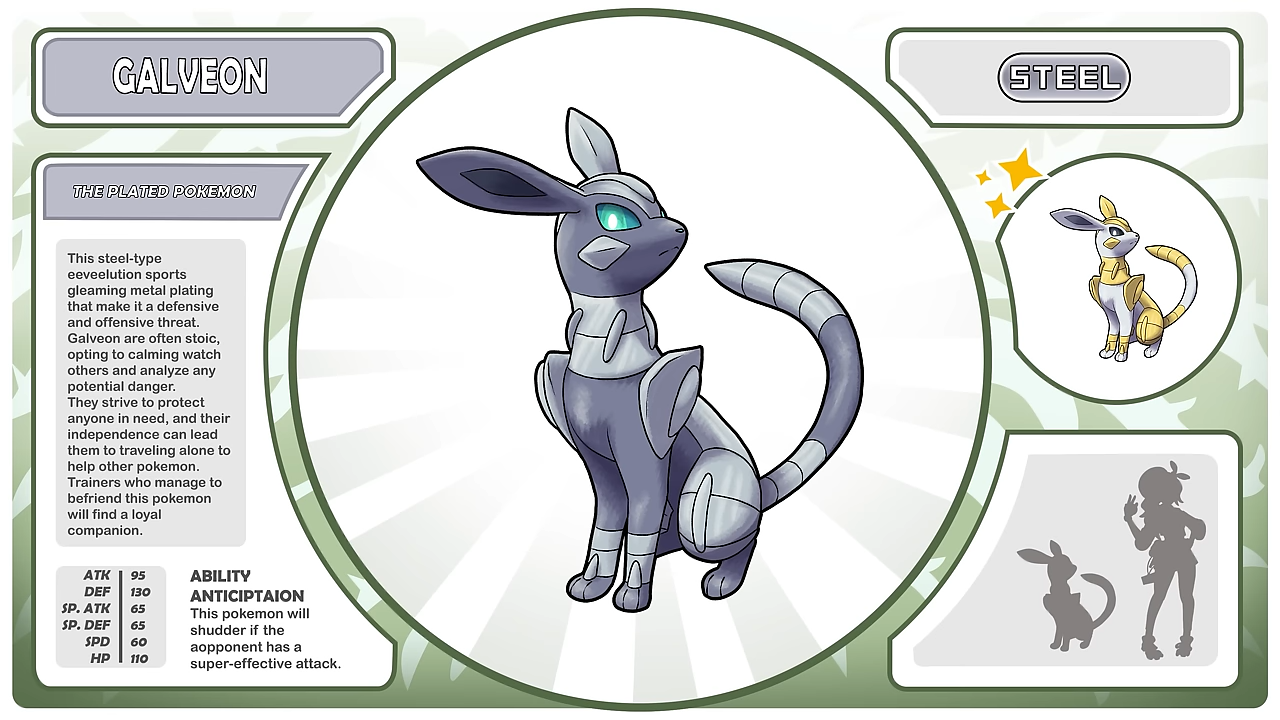 GALVEON
STEEL
THE PLATED POKEMON
This steel-type
eeveelution sports
gleaming metal plating
that make it a defensive
and offensive threat.
Galveon are often stoic,
opting to calming watch
others and analyze any
potential danger.
They strive to protect
anyone in need, and their
independence can lead
them to traveling alone to
help other pokemon.
Trainers who manage to
befriend this pokemon
will find a loyal
companion.
ATK 95
DEF 130
SP. ATK 65
SP. DEF 65
SPD 60
HP 110
ABILITY
ANTICIPTAION
This pokemon will
shudder if the
aopponent has a
super-effective attack.